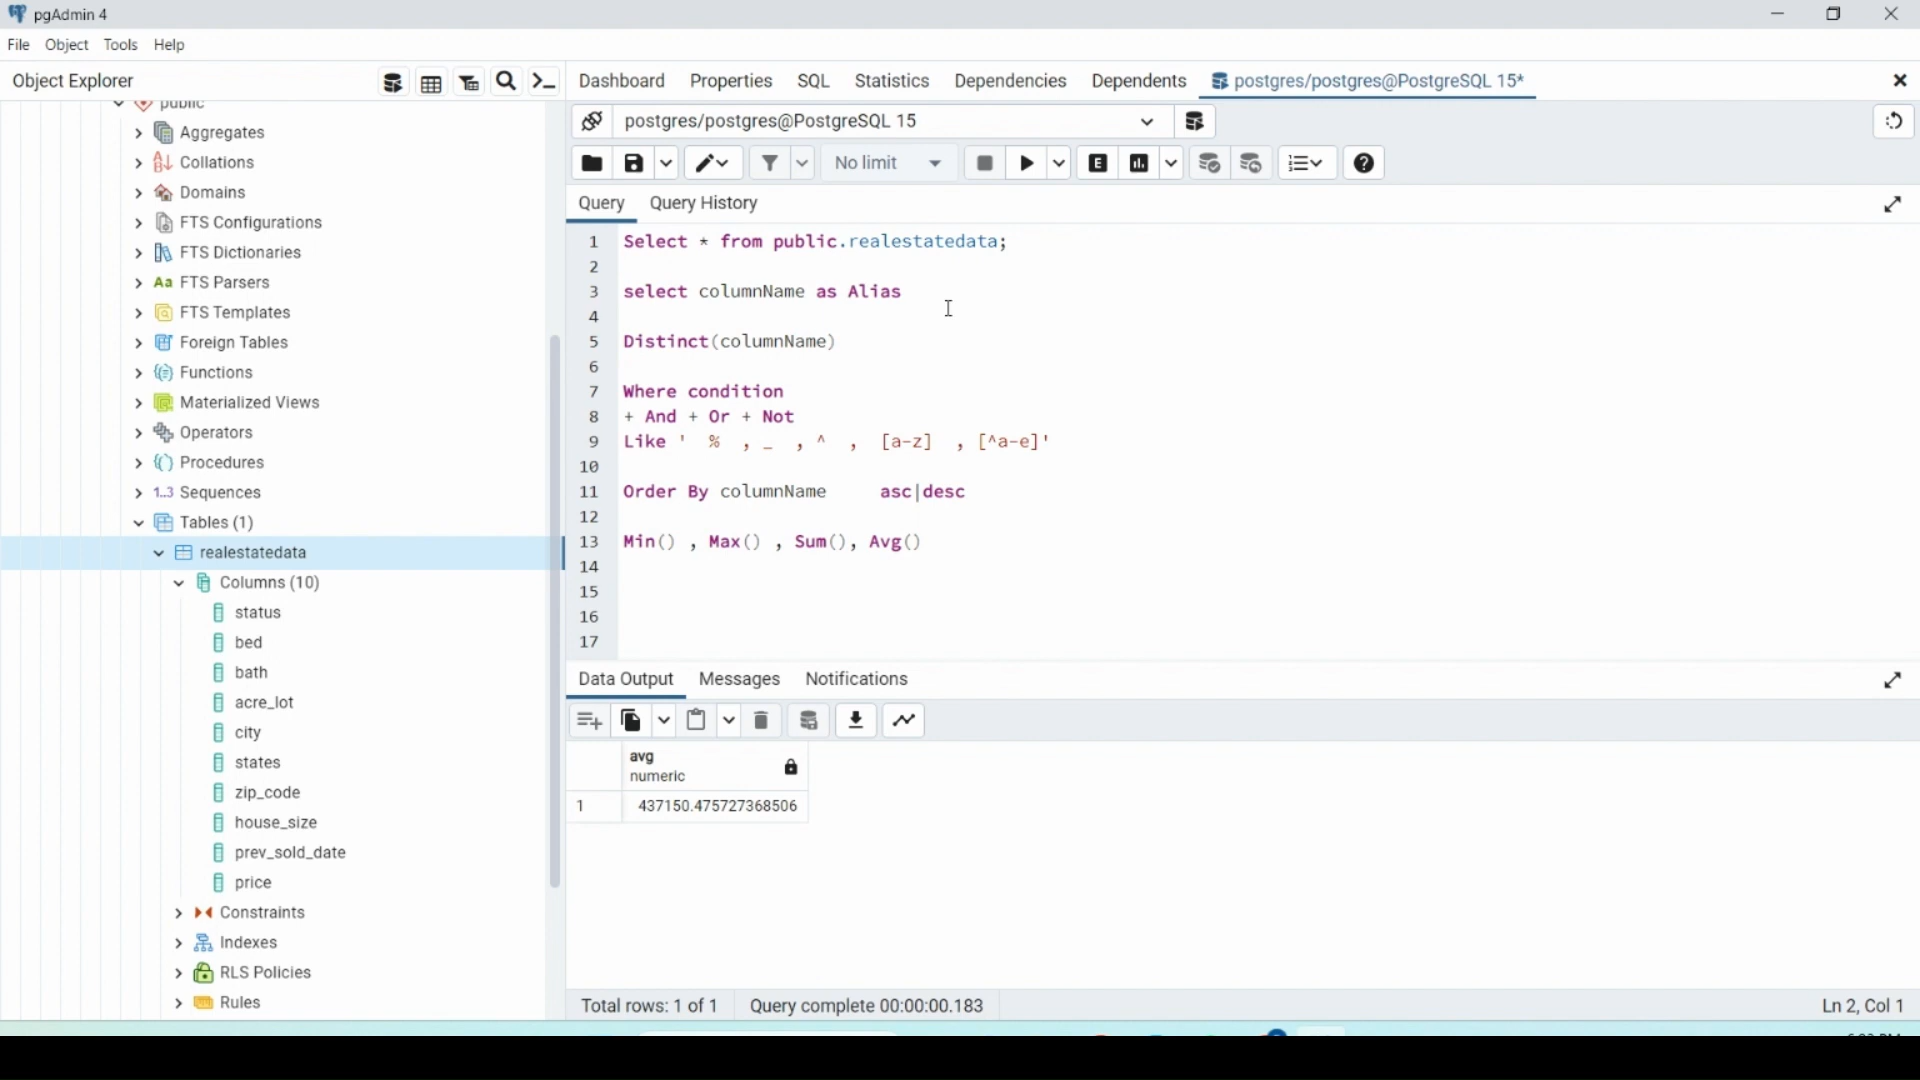 pgAdmin 4
File Object Tools Help
Object Explorer
Dashboard Properties SQL Statistics Dependencies Dependents postgres/postgres@PostgreSQL 15*
public
Aggregates
Collations
Domains
FTS Configurations
FTS Dictionaries
Aa FTS Parsers
FTS Templates
Foreign Tables
Functions
Materialized Views
Operators
Procedures
1..3 Sequences
Tables (1)
realestatedata
Columns (10)
status
bed
bath
acre_lot
city
states
zip_code
house_size
prev_sold_date
price
Constraints
Indexes
RLS Policies
Rules
postgres/postgres@PostgreSQL 15
No limit E
Query Query History
1 Select * from public.realestatedata;
2
3 select columnName as Alias
4
5 Distinct(columnName)
6
7 Where condition
8 + And + Or + Not
9 Like '  %  , _  , ^  ,  [a-z]  , [^a-e]'
10
11 Order By columnName     asc|desc
12
13 Min() , Max() , Sum(), Avg()
14
15
16
17
Data Output Messages Notifications
avg
numeric
1 437150.475727368506
Total rows: 1 of 1 Query complete 00:00:00.183 Ln 2, Col 1